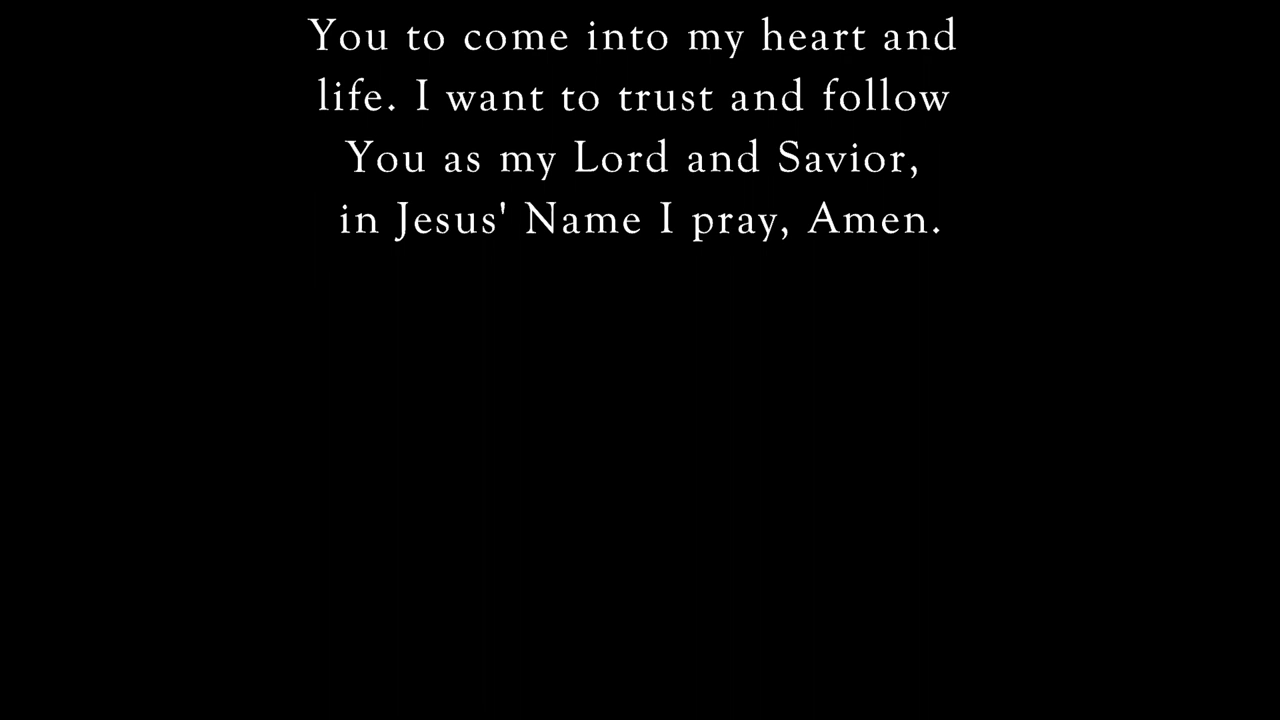 You to come into my heart and
life. I want to trust and follow
You as my Lord and Savior,
in Jesus' Name I pray, Amen.